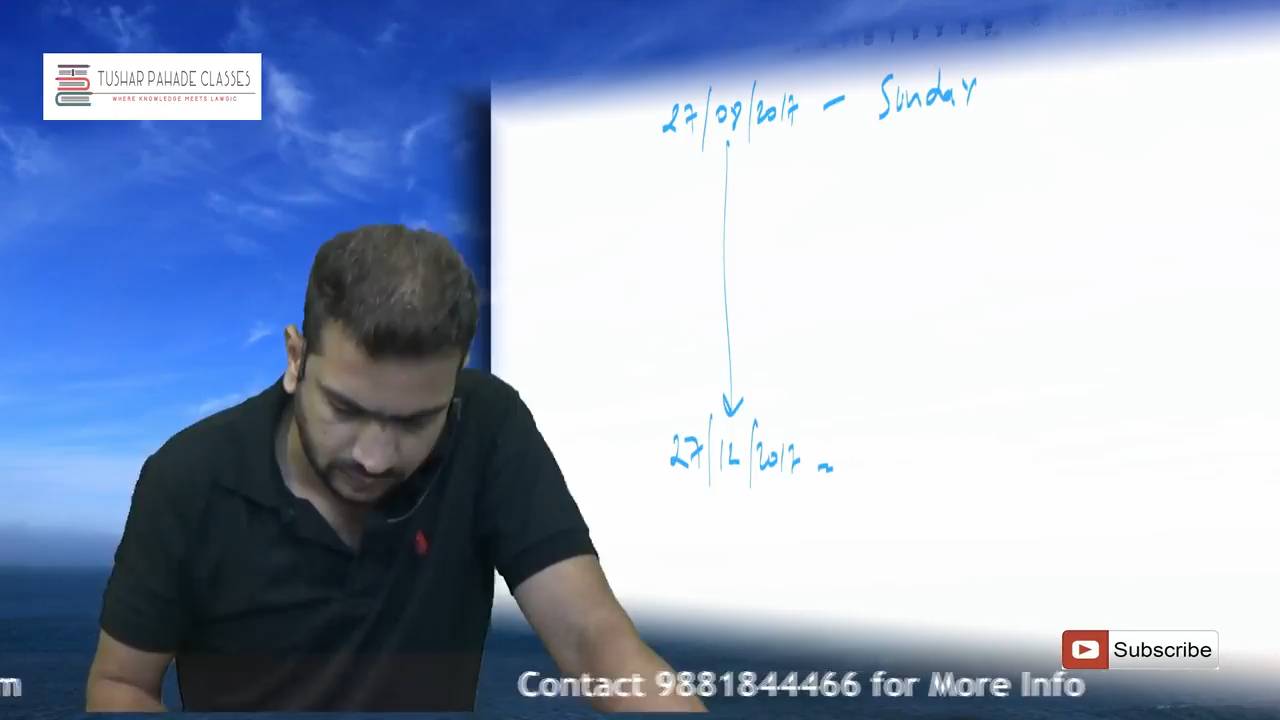 TUSHAR PAHADE CLASSES
WHERE KNOWLEDGE MEETS LAWGIC
27/08/2017 - Sunday
27/12/2017 -
Subscribe
m
Contact 9881844466 for More Info